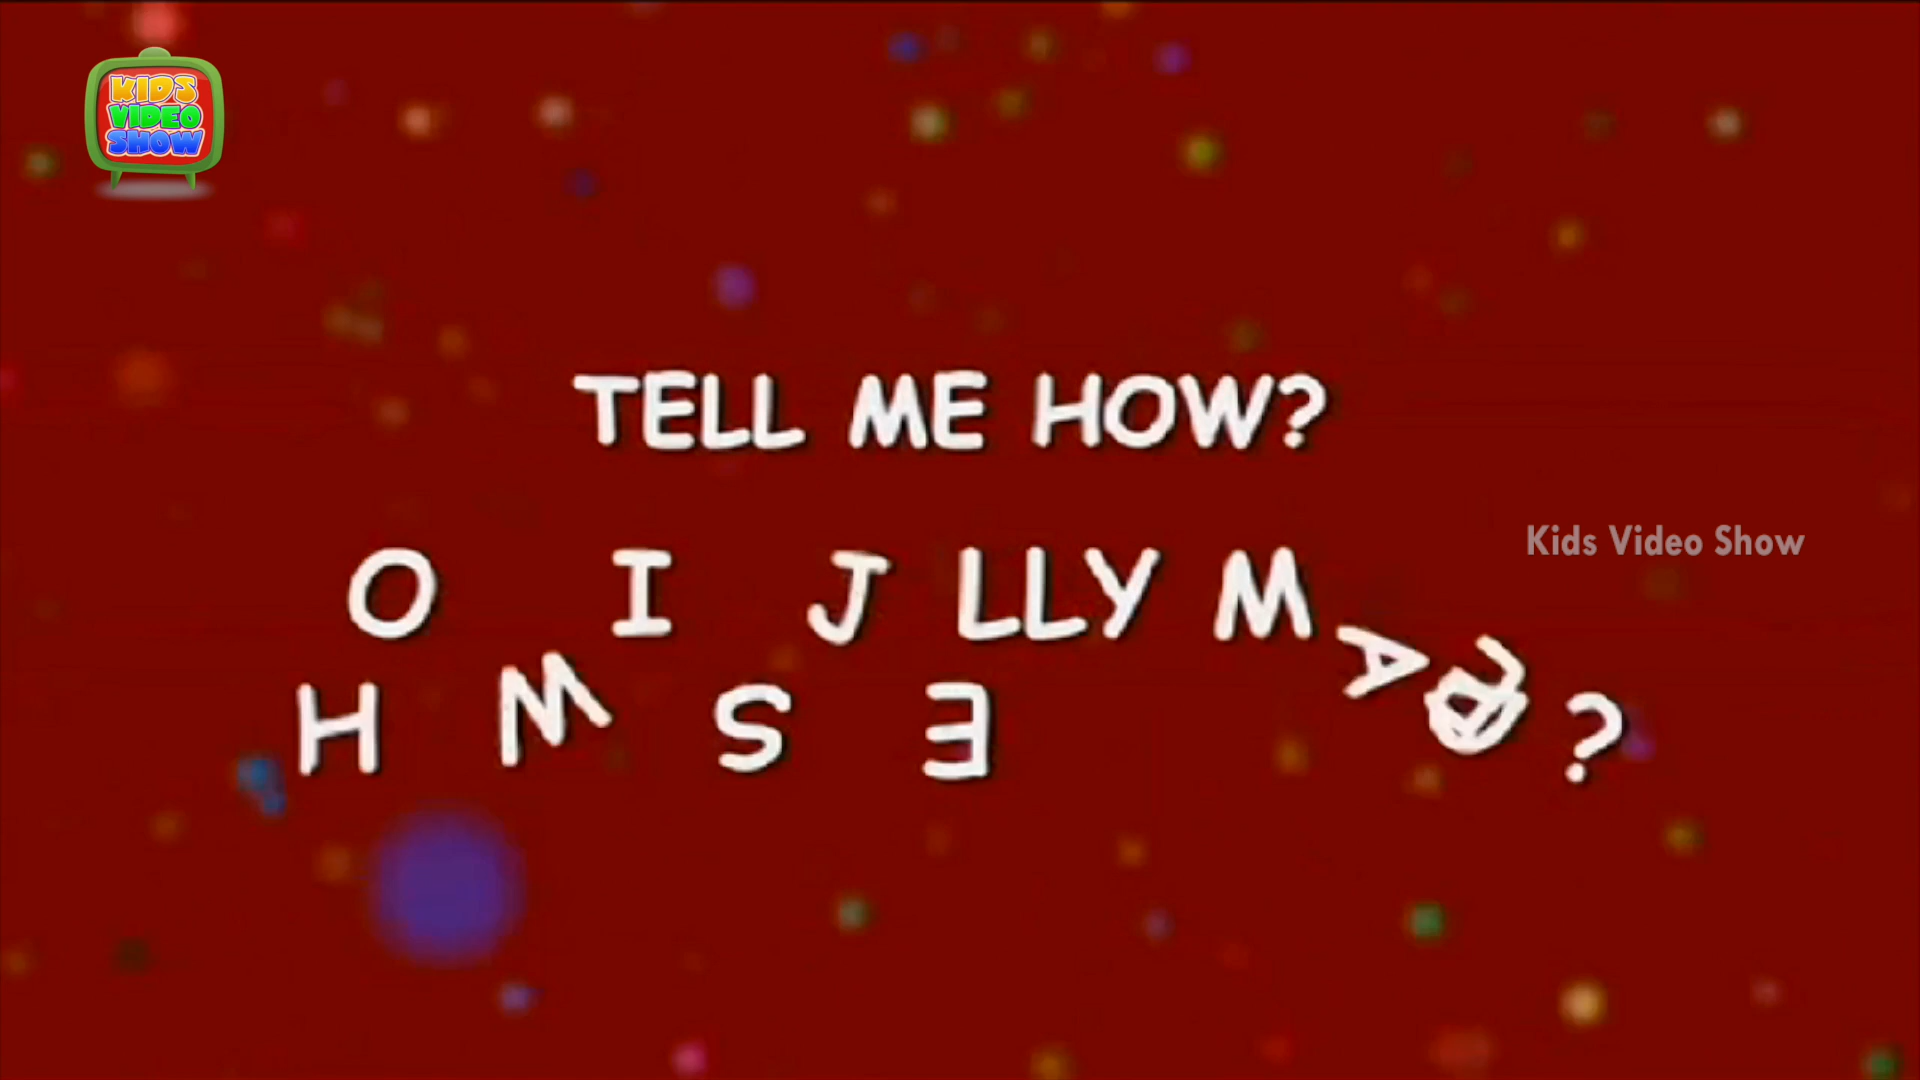 KIDS
VIDEO
SHOW
TELL ME HOW?
Kids Video Show
O I J LLY M
H W S E
?